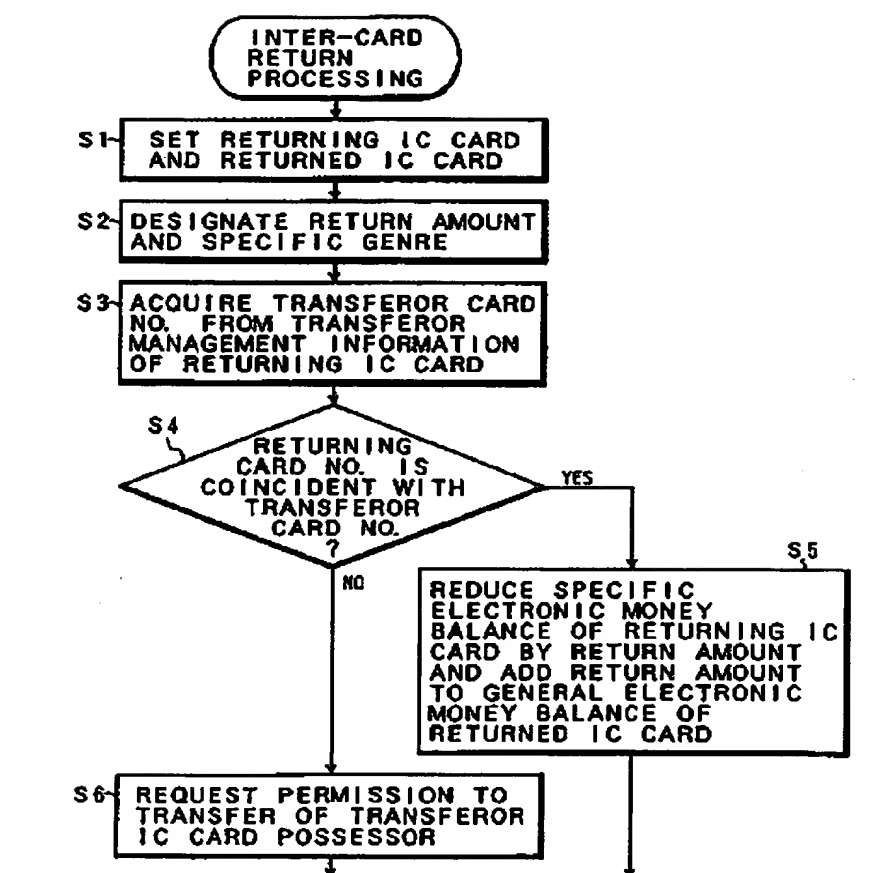 INTER-CARD
RETURN
PROCESSING
S1
SET RETURNING IC CARD
AND RETURNED IC CARD
S2
DESIGNATE RETURN AMOUNT
AND SPECIFIC GENRE
S3
ACQUIRE TRANSFEROR CARD
NO. FROM TRANSFEROR
MANAGEMENT INFORMATION
OF RETURNING IC CARD
S4
RETURNING
CARD NO. IS
COINCIDENT WITH
TRANSFEROR
CARD NO.
?
YES
NO
S5
REDUCE SPECIFIC
ELECTRONIC MONEY
BALANCE OF RETURNING IC
CARD BY RETURN AMOUNT
AND ADD RETURN AMOUNT
TO GENERAL ELECTRONIC
MONEY BALANCE OF
RETURNED IC CARD
S6
REQUEST PERMISSION TO
TRANSFER OF TRANSFEROR
IC CARD POSSESSOR